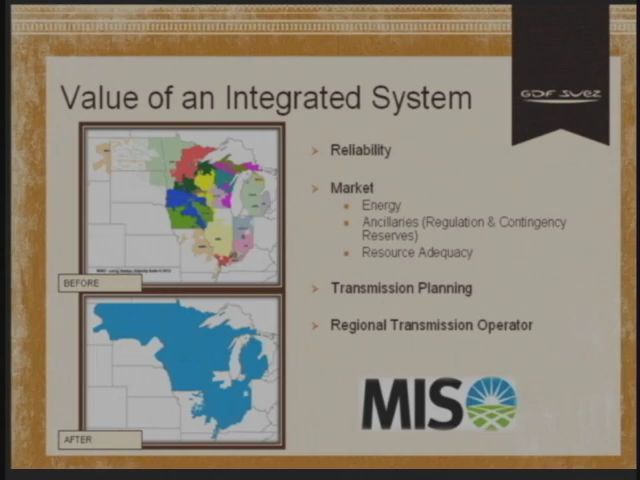 GDF SUEZ
Value of an Integrated System
Reliability
Market
Energy
Ancillaries (Regulation & Contingency
Reserves)
Resource Adequacy
BEFORE
Transmission Planning
Regional Transmission Operator
MISO
AFTER